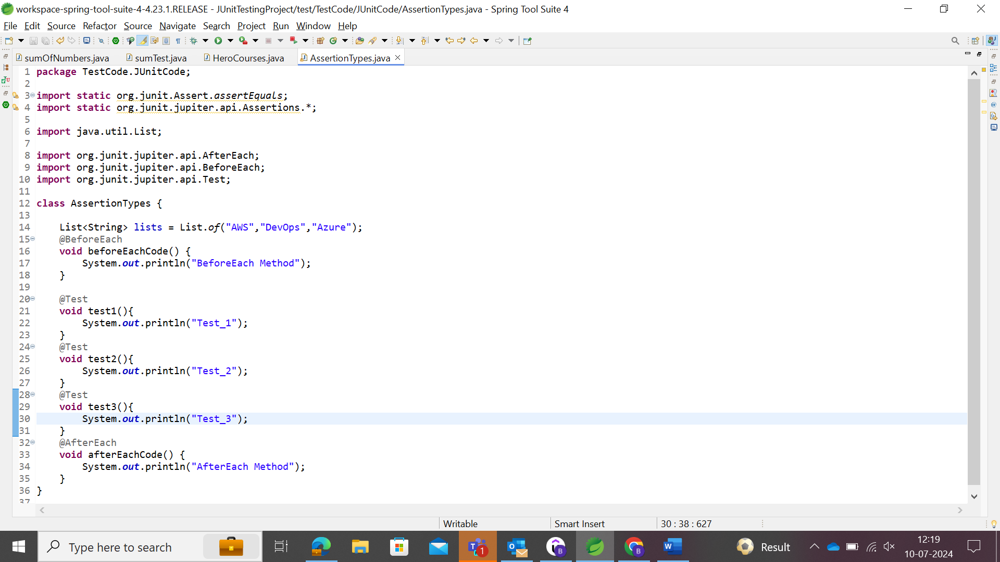 workspace-spring-tool-suite-4-4.23.1.RELEASE - JUnitTestingProject/test/TestCode/JUnitCode/AssertionTypes.java - Spring Tool Suite 4
File Edit Source Refactor Source Navigate Search Project Run Window Help
sumOfNumbers.java sumTest.java HeroCourses.java AssertionTypes.java
1 package TestCode.JUnitCode;
2
3 import static org.junit.Assert.assertEquals;
4 import static org.junit.jupiter.api.Assertions.*;
5
6 import java.util.List;
7
8 import org.junit.jupiter.api.AfterEach;
9 import org.junit.jupiter.api.BeforeEach;
10 import org.junit.jupiter.api.Test;
11
12 class AssertionTypes {
13
14     List<String> lists = List.of("AWS","DevOps","Azure");
15     @BeforeEach
16     void beforeEachCode() {
17         System.out.println("BeforeEach Method");
18     }
19
20     @Test
21     void test1(){
22         System.out.println("Test_1");
23     }
24     @Test
25     void test2(){
26         System.out.println("Test_2");
27     }
28     @Test
29     void test3(){
30         System.out.println("Test_3");
31     }
32     @AfterEach
33     void afterEachCode() {
34         System.out.println("AfterEach Method");
35     }
36 }
37
Writable Smart Insert 30 : 38 : 627
Type here to search
1
B
B
Result
12:19
10-07-2024